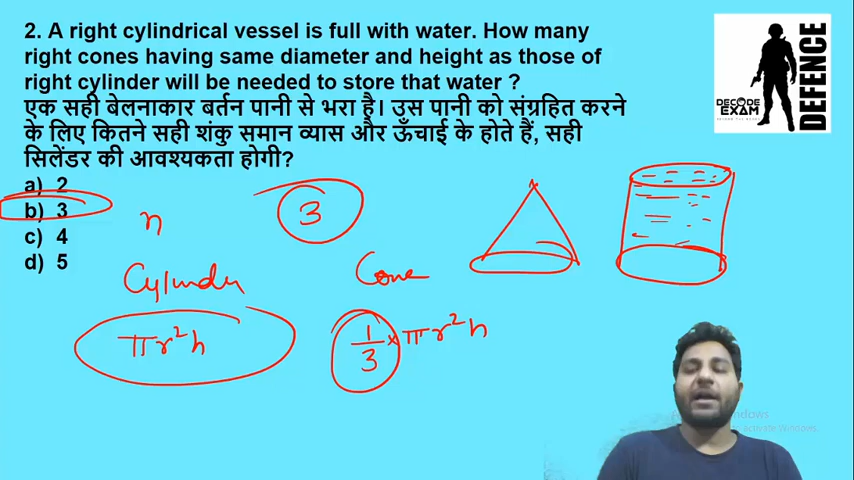 2. A right cylindrical vessel is full with water. How many
right cones having same diameter and height as those of
right cylinder will be needed to store that water ?
एक सही बेलनाकार बर्तन पानी से भरा है। उस पानी को संग्रहित करने
के लिए कितने सही शंकु समान व्यास और ऊँचाई के होते हैं, सही
सिलेंडर की आवश्यकता होगी?
a) 2
b) 3
c) 4
d) 5
n
3
Cylinder
Cone
πr²h
1/3 × πr²h
DECODE
EXAM
DEFENCE